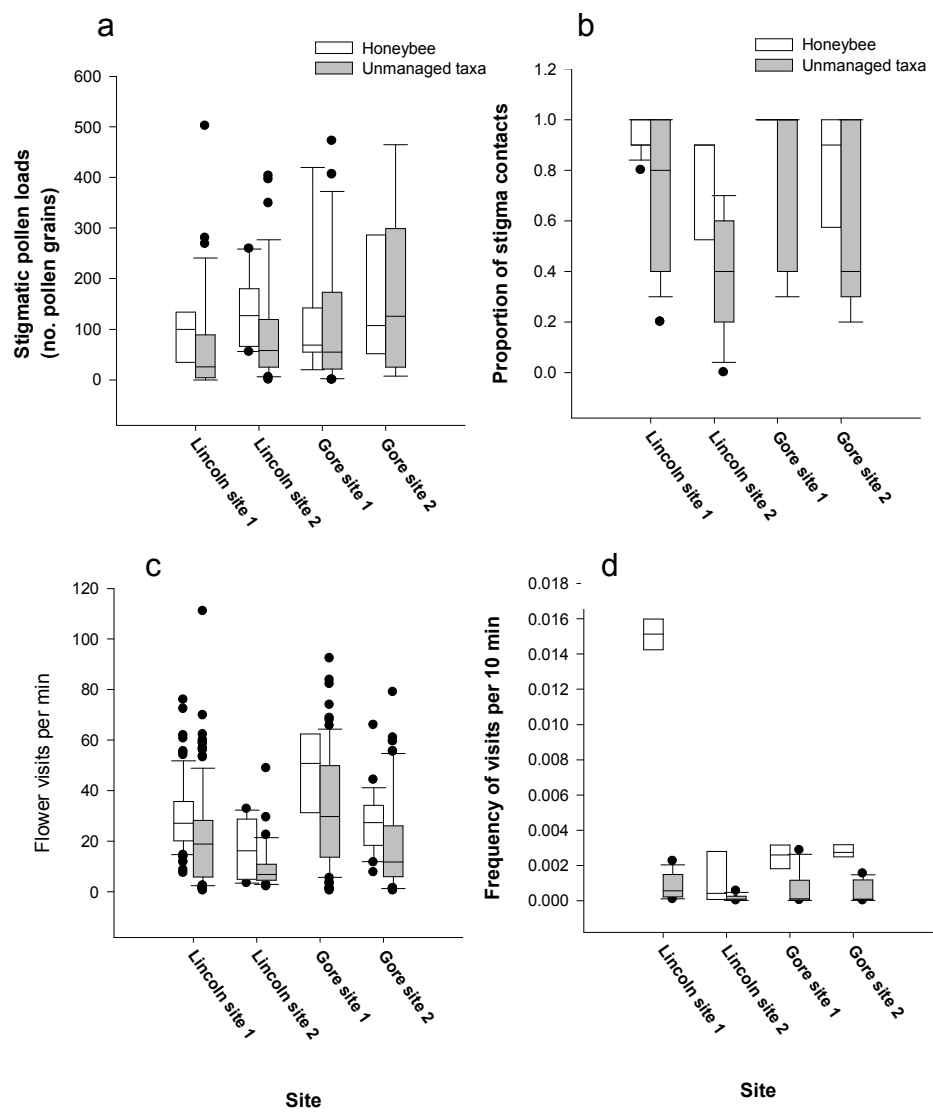 a
Honeybee
Unmanaged taxa
Stigmatic pollen loads
(no. pollen grains)
600
500
400
300
200
100
0
Lincoln site 1
Lincoln site 2
Gore site 1
Gore site 2
b
Honeybee
Unmanaged taxa
Proportion of stigma contacts
1.2
1.0
0.8
0.6
0.4
0.2
0.0
Lincoln site 1
Lincoln site 2
Gore site 1
Gore site 2
c
Flower visits per min
120
100
80
60
40
20
0
Lincoln site 1
Lincoln site 2
Gore site 1
Gore site 2
Site
d
Frequency of visits per 10 min
0.018
0.016
0.014
0.012
0.010
0.008
0.006
0.004
0.002
0.000
Lincoln site 1
Lincoln site 2
Gore site 1
Gore site 2
Site